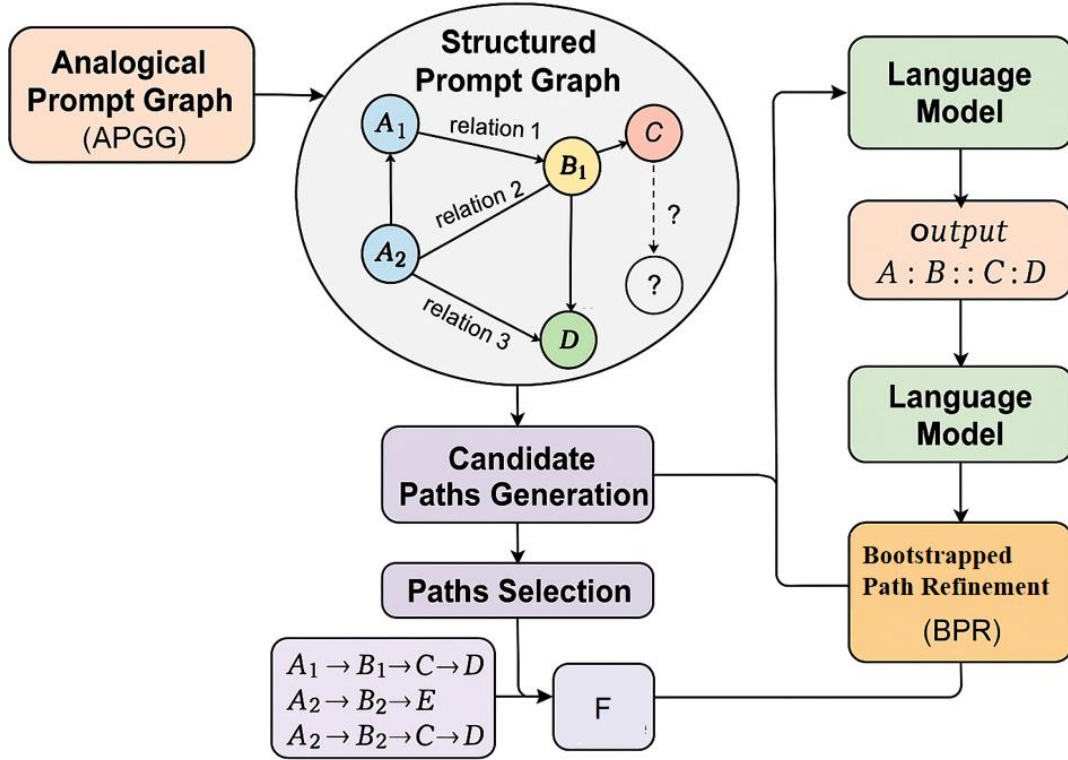 Analogical
Prompt Graph
(APGG)
Structured
Prompt Graph
A₁
relation 1
B₁
C
relation 2
?
A₂
?
relation 3
D
Candidate
Paths Generation
Paths Selection
A₁ → B₁ → C → D
A₂ → B₂ → E
A₂ → B₂ → C → D
F
Language
Model
Output
A : B :: C : D
Language
Model
Bootstrapped
Path Refinement
(BPR)